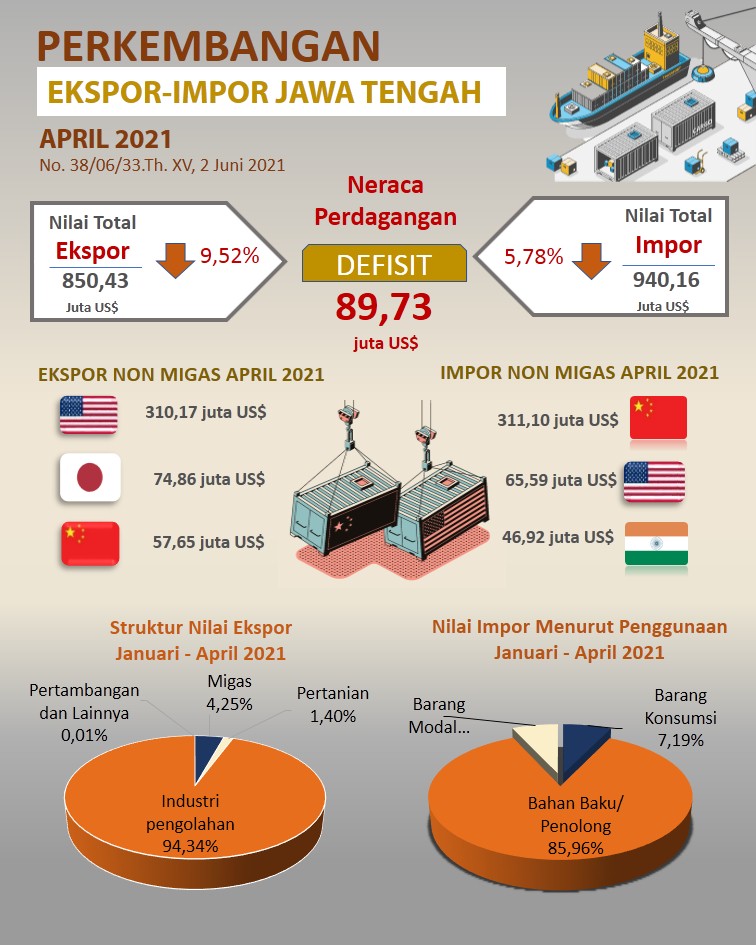 PERKEMBANGAN
EKSPOR-IMPOR JAWA TENGAH
APRIL 2021
No. 38/06/33.Th. XV, 2 Juni 2021
Neraca
Perdagangan
DEFISIT
89,73
juta US$
Nilai Total
Ekspor
9,52%
850,43
Juta US$
Nilai Total
Impor
5,78%
940,16
Juta US$
EKSPOR NON MIGAS APRIL 2021
310,17 juta US$
74,86 juta US$
57,65 juta US$
IMPOR NON MIGAS APRIL 2021
311,10 juta US$
65,59 juta US$
46,92 juta US$
Struktur Nilai Ekspor
Januari - April 2021
Pertambangan
dan Lainnya
0,01%
Migas
4,25%
Pertanian
1,40%
Industri
pengolahan
94,34%
Nilai Impor Menurut Penggunaan
Januari - April 2021
Barang
Modal...
Barang
Konsumsi
7,19%
Bahan Baku/
Penolong
85,96%